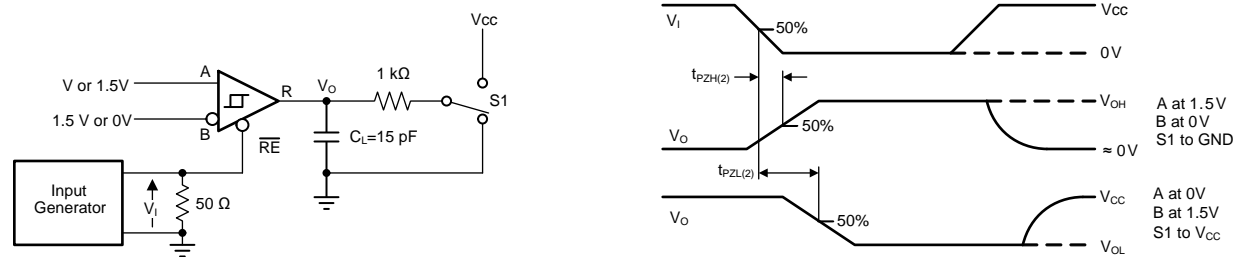 Vcc
V or 1.5V
A
R
VO
1 kΩ
S1
1.5 V or 0V
B
RE
CL=15 pF
Input
Generator
VI
50 Ω
VI
50%
Vcc
0V
tPZH(2)
VO
50%
VOH
≈ 0V
A at 1.5V
B at 0V
S1 to GND
tPZL(2)
VO
50%
VCC
VOL
A at 0V
B at 1.5V
S1 to VCC